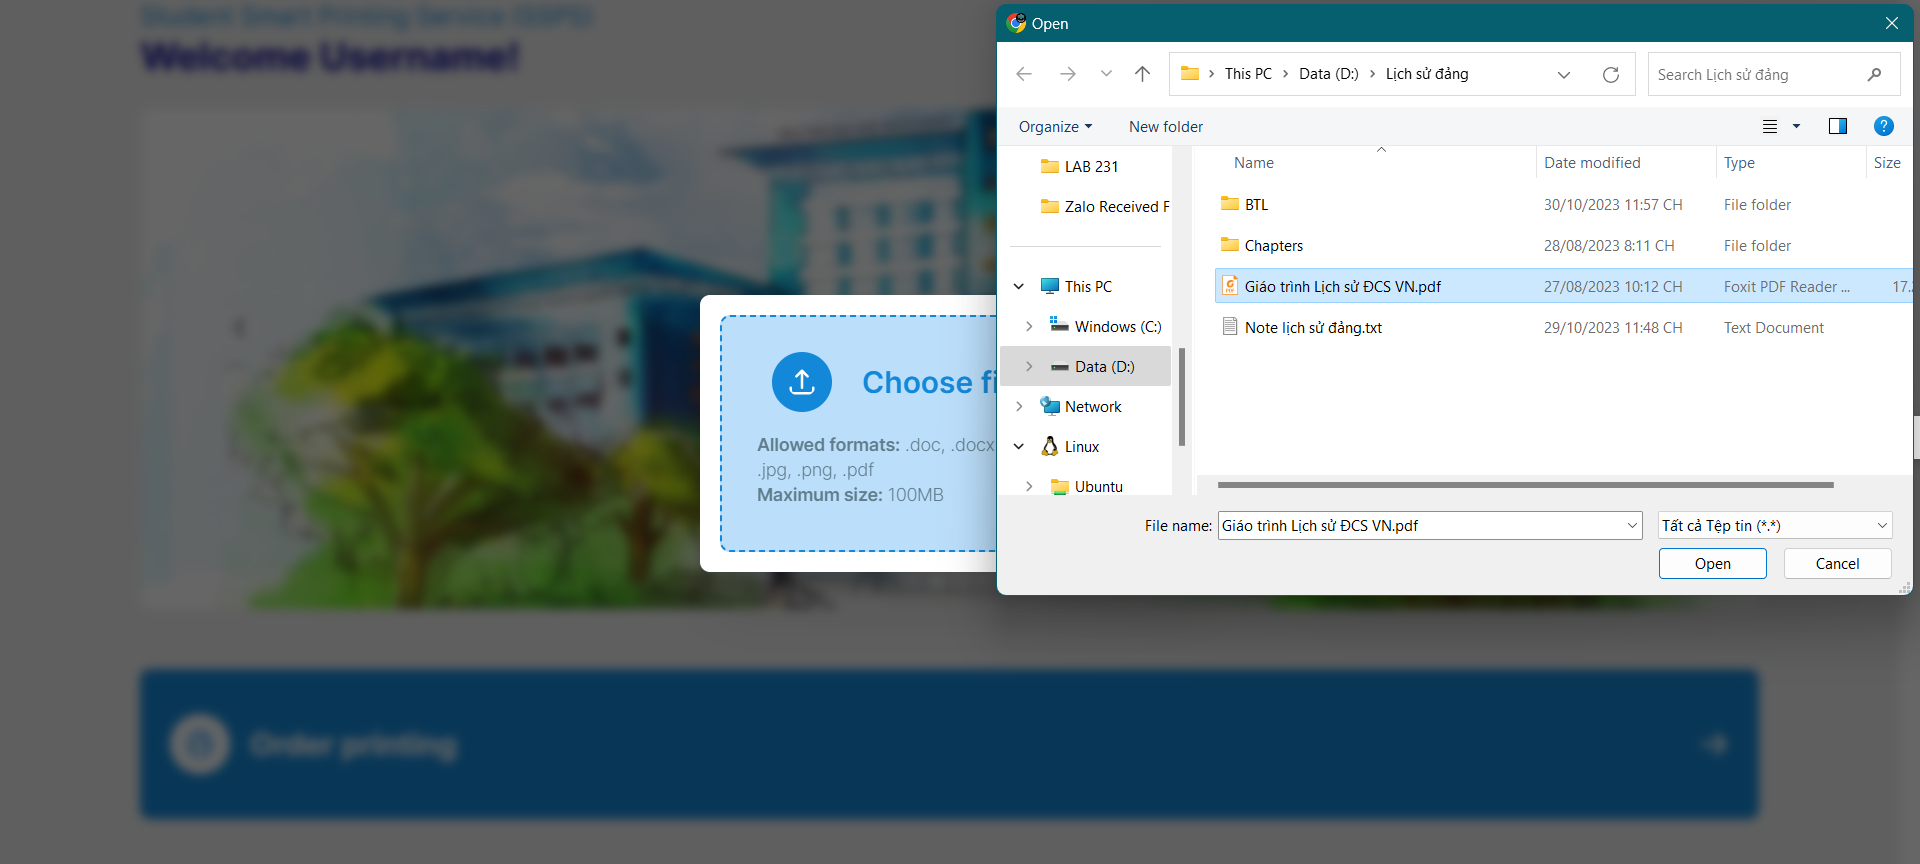 Student Smart Printing Service (SSPS)
Welcome Username!
Choose fi
Allowed formats: .doc, .docx
.jpg, .png, .pdf
Maximum size: 100MB
Order printing
Open
This PC > Data (D:) > Lịch sử đảng
Search Lịch sử đảng
Organize
New folder
LAB 231
Zalo Received F
This PC
Windows (C:)
Data (D:)
Network
Linux
Ubuntu
Name Date modified Type Size
BTL 30/10/2023 11:57 CH File folder
Chapters 28/08/2023 8:11 CH File folder
Giáo trình Lịch sử ĐCS VN.pdf 27/08/2023 10:12 CH Foxit PDF Reader ... 17.
Note lịch sử đảng.txt 29/10/2023 11:48 CH Text Document
File name: Giáo trình Lịch sử ĐCS VN.pdf
Tất cả Tệp tin (*.*)
Open
Cancel